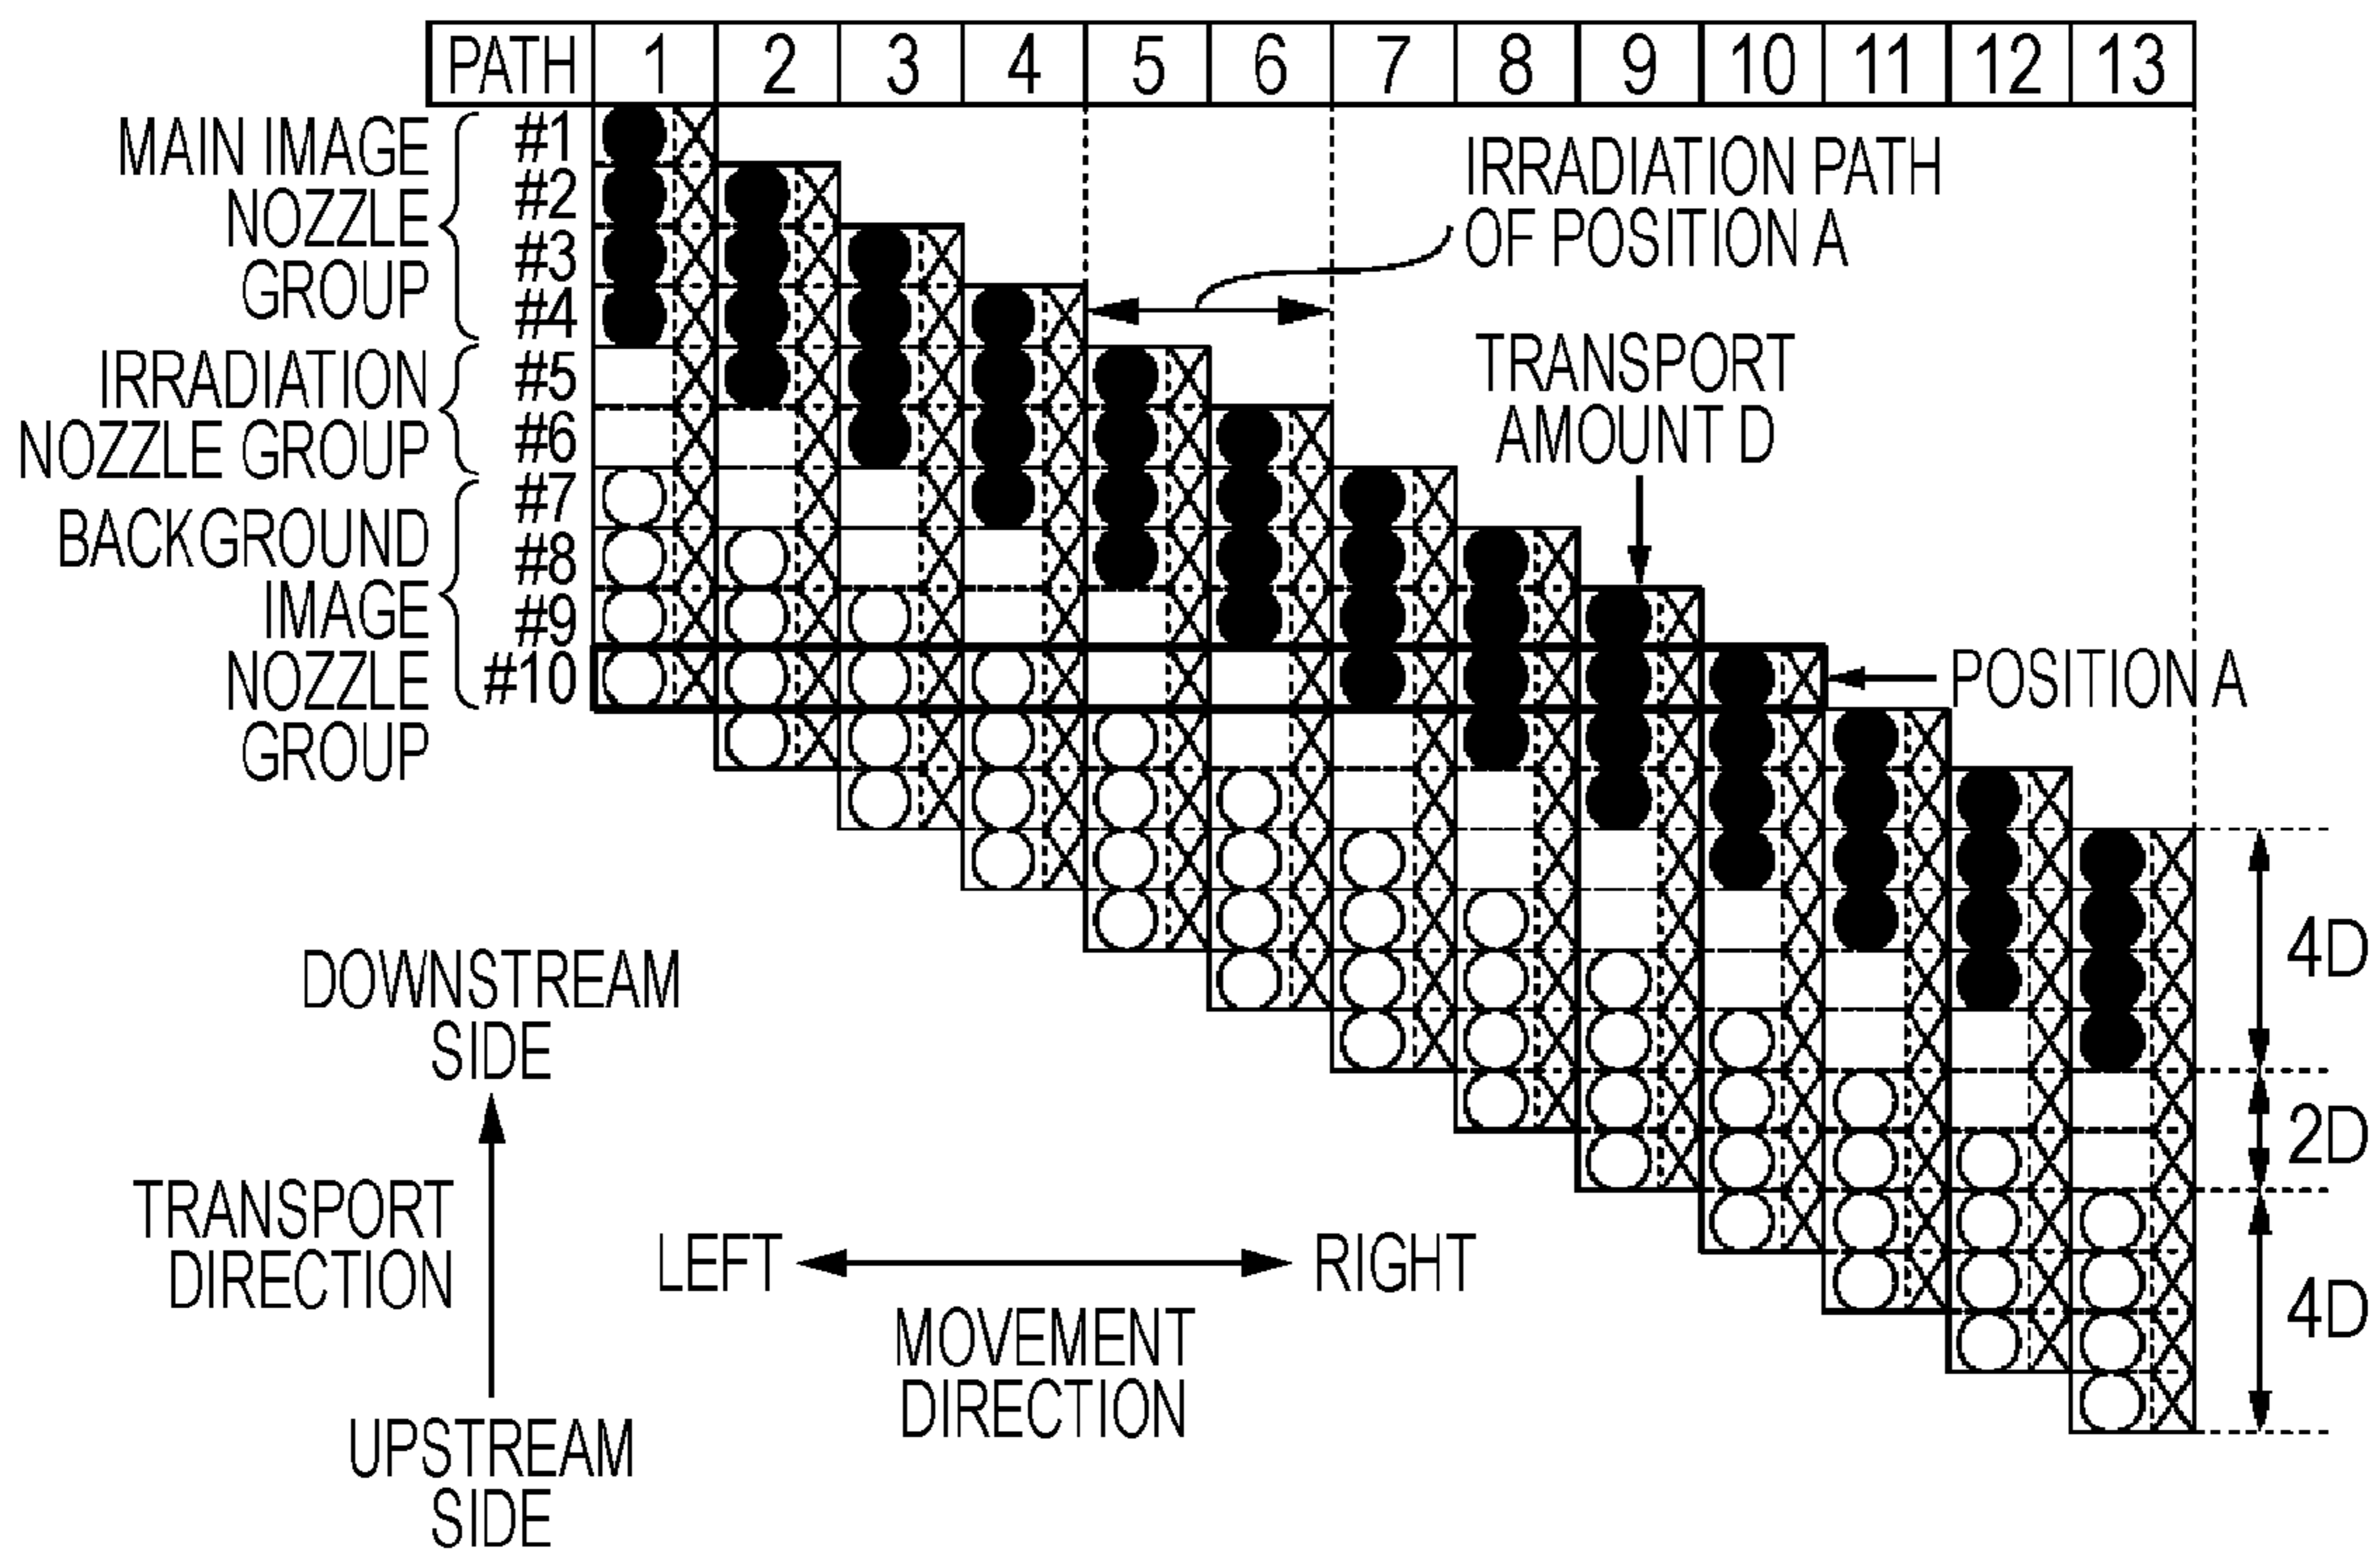 PATH 1 2 3 4 5 6 7 8 9 10 11 12 13
MAIN IMAGE
NOZZLE
GROUP
IRRADIATION
NOZZLE GROUP
BACKGROUND
IMAGE
NOZZLE
GROUP
#1
#2
#3
#4
#5
#6
#7
#8
#9
#10
IRRADIATION PATH
OF POSITION A
TRANSPORT
AMOUNT D
POSITION A
4D
2D
4D
DOWNSTREAM
SIDE
TRANSPORT
DIRECTION
UPSTREAM
SIDE
LEFT
RIGHT
MOVEMENT
DIRECTION